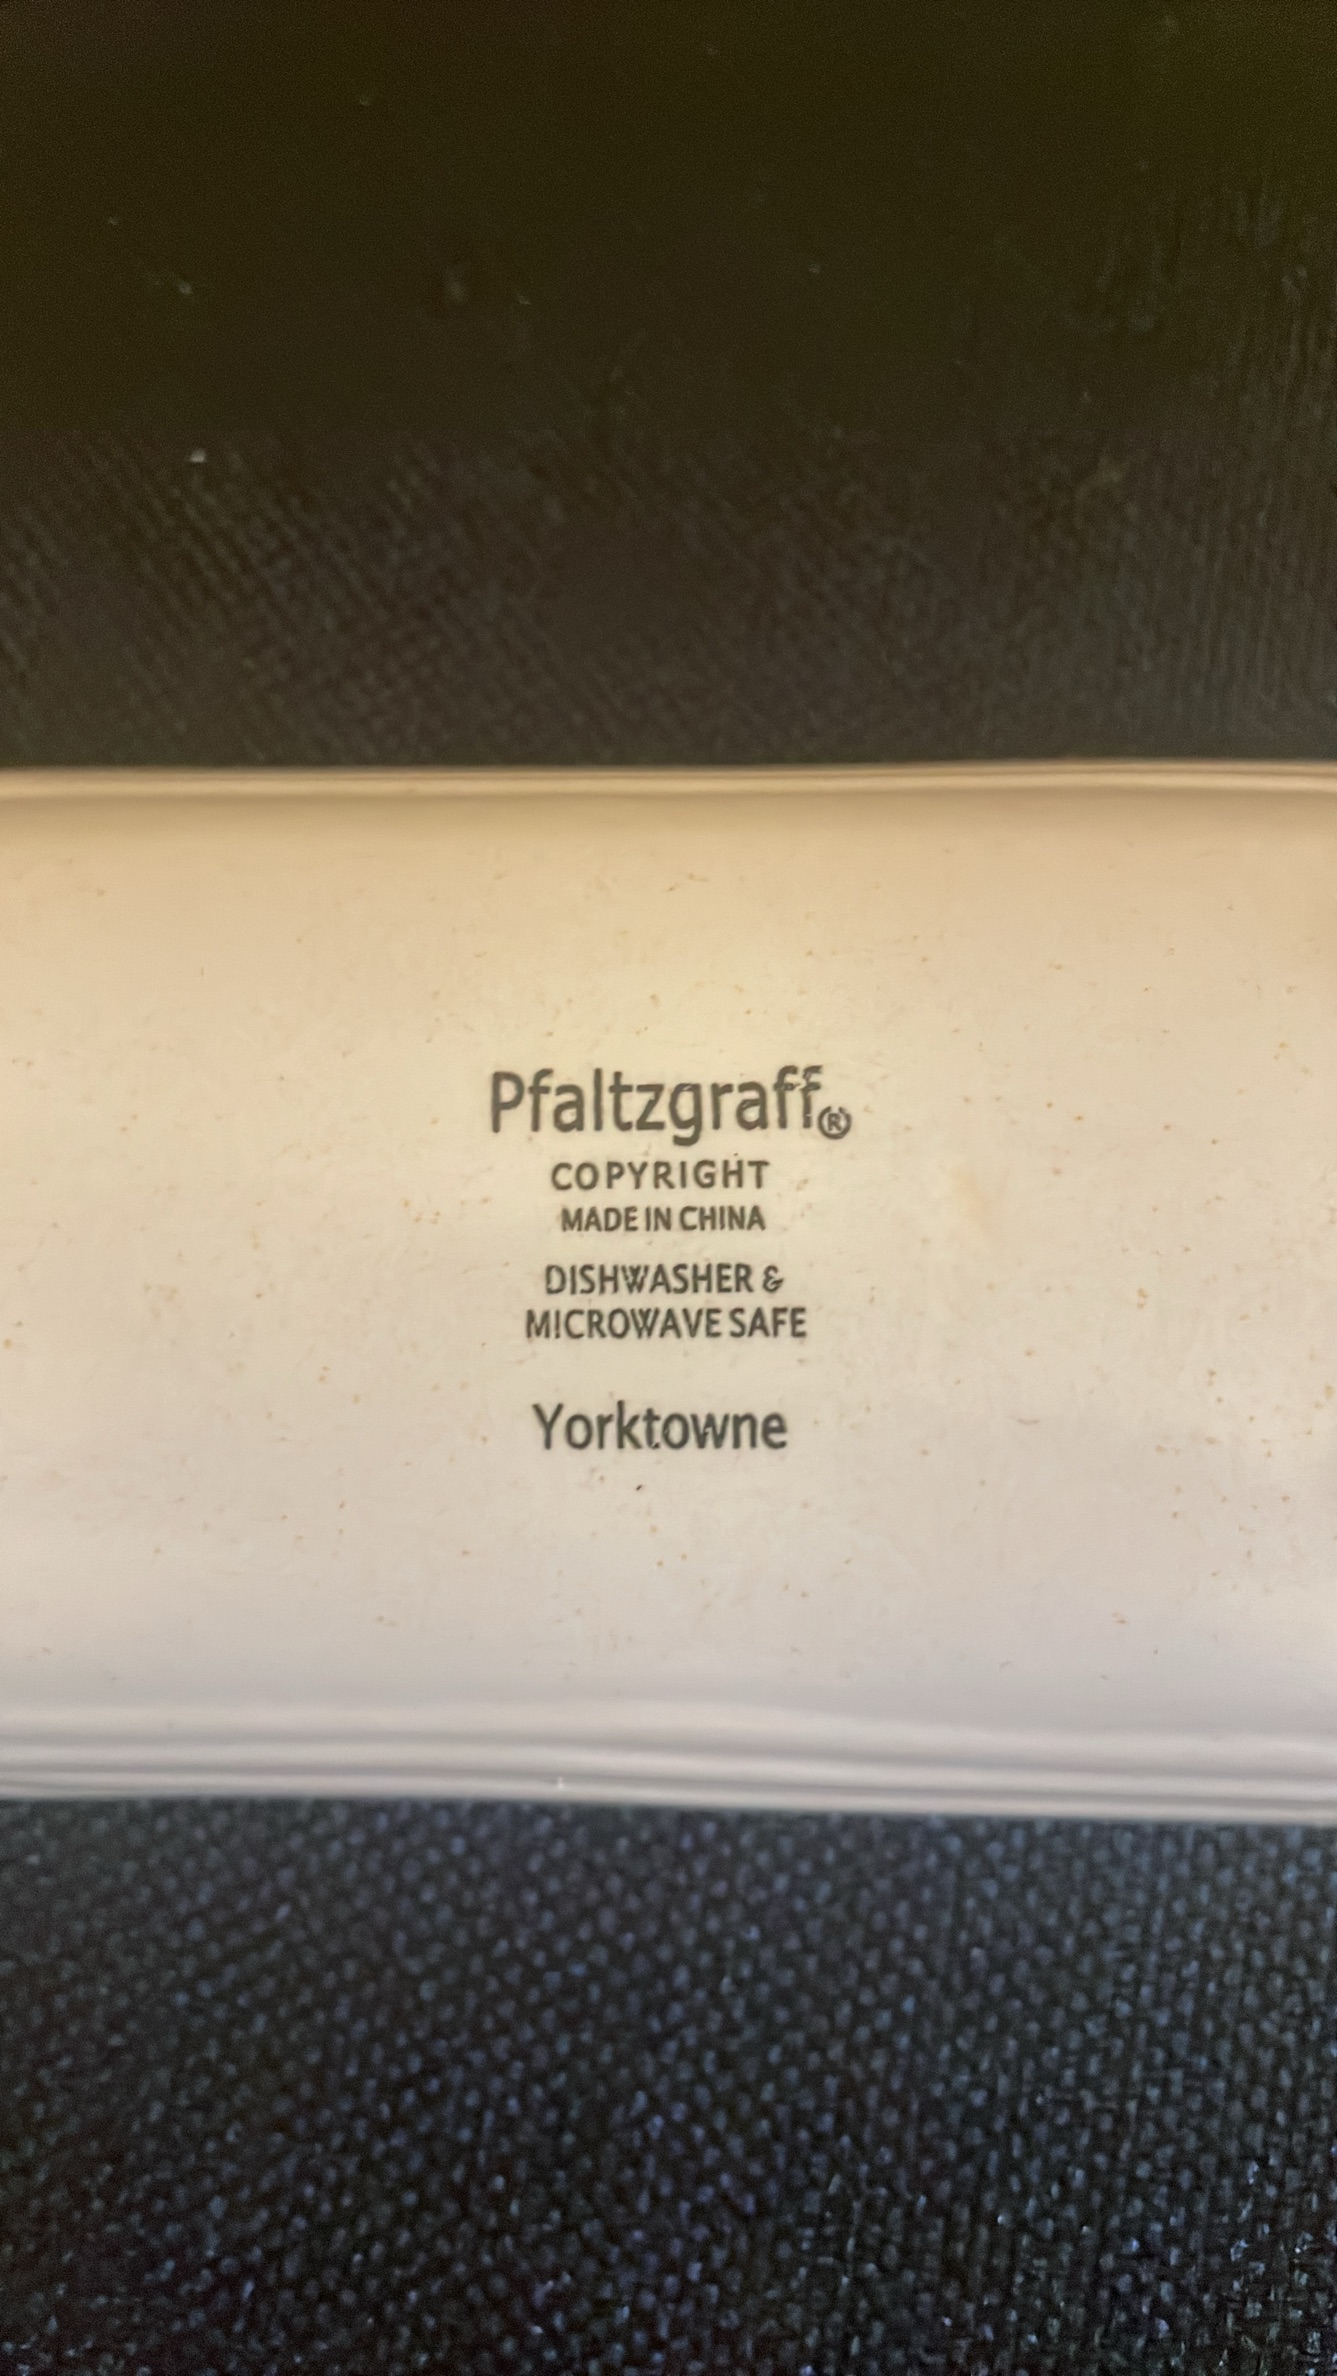 Pfaltzgraff®
COPYRIGHT
MADE IN CHINA
DISHWASHER &
MICROWAVE SAFE
Yorktowne